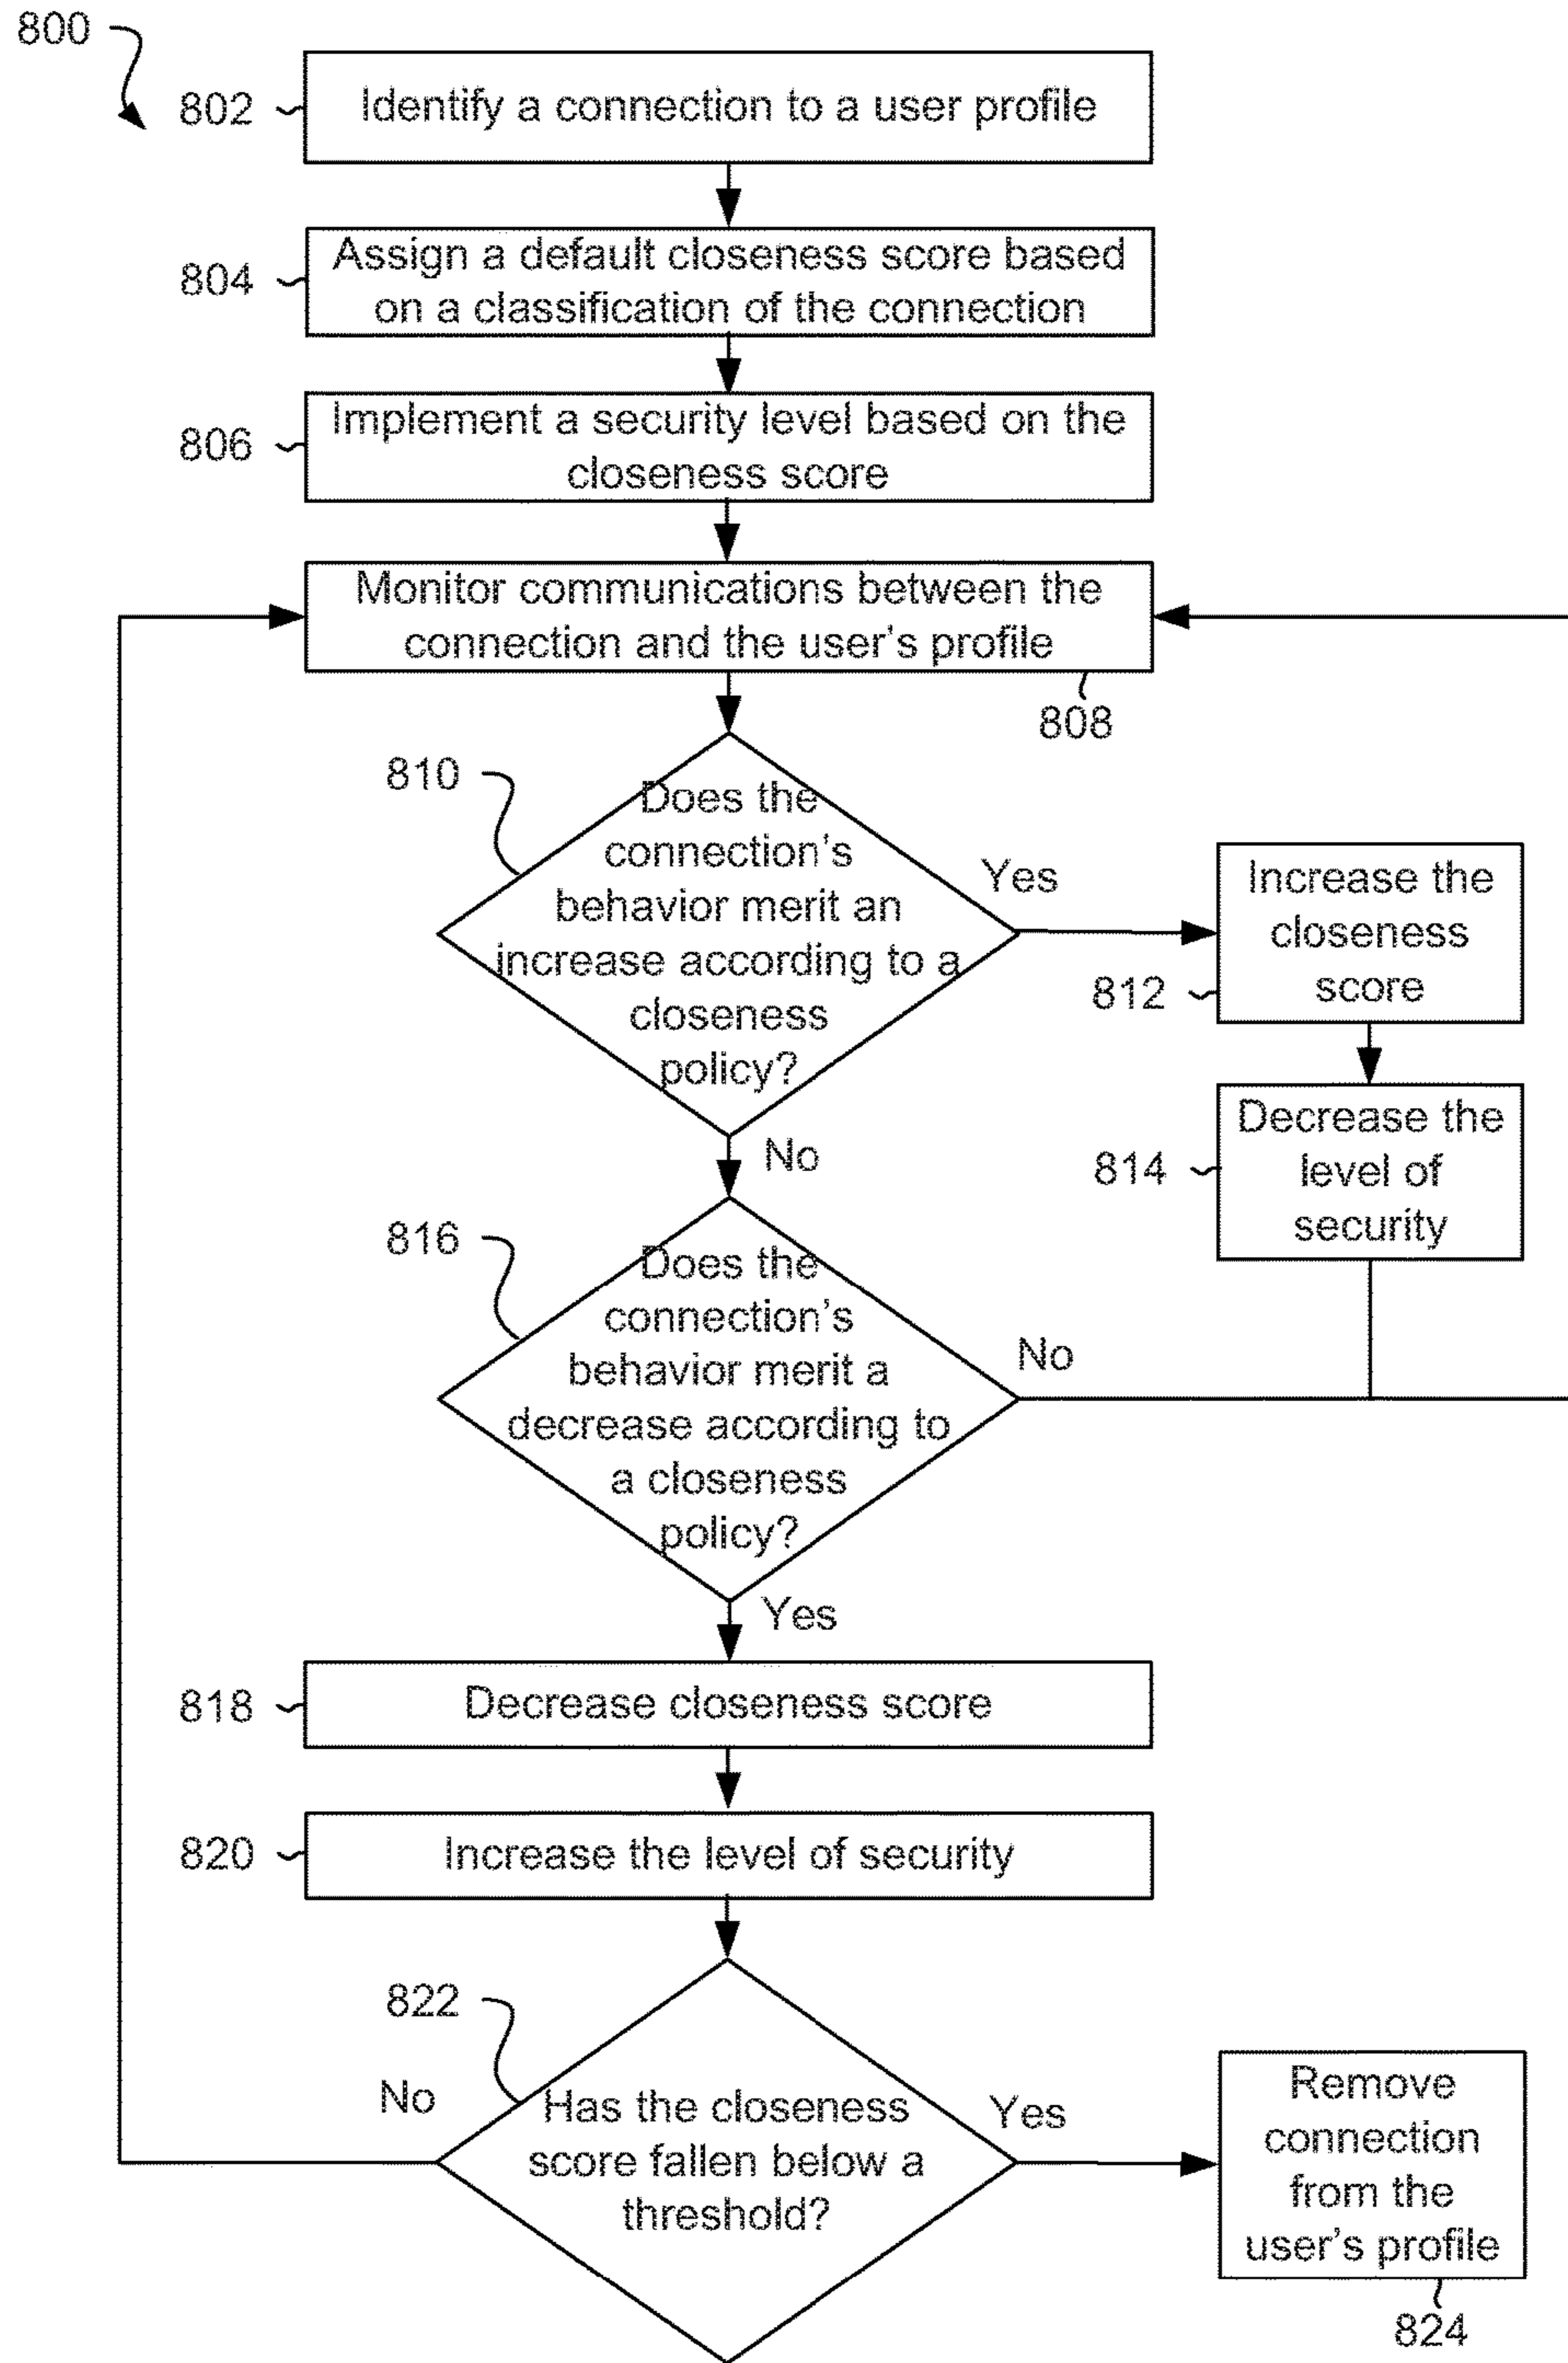 800
802
Identify a connection to a user profile
804
Assign a default closeness score based
on a classification of the connection
806
Implement a security level based on the
closeness score
Monitor communications between the
connection and the user's profile
808
810
Does the
connection's
behavior merit an
increase according to a
closeness
policy?
Yes
No
Increase the
closeness
score
812
Decrease the
level of
security
814
816
Does the
connection's
behavior merit a
decrease according to
a closeness
policy?
No
Yes
818
Decrease closeness score
820
Increase the level of security
822
Has the closeness
score fallen below a
threshold?
No
Yes
Remove
connection
from the
user's profile
824